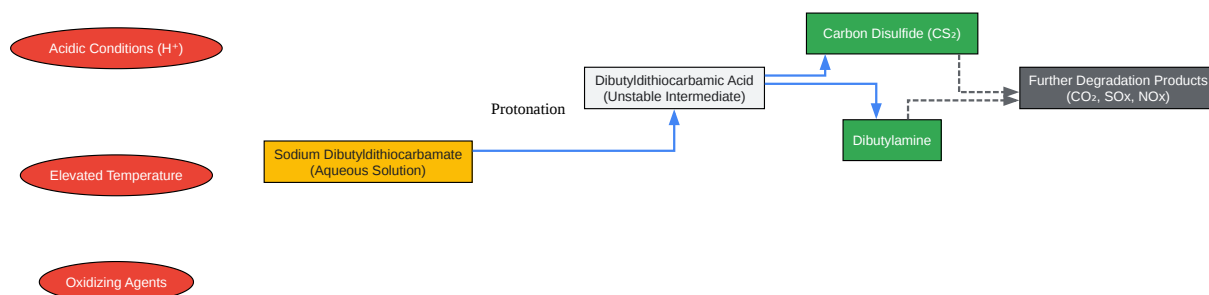 Acidic Conditions (H⁺)
Elevated Temperature
Oxidizing Agents
Sodium Dibutyldithiocarbamate
(Aqueous Solution)
Protonation
Dibutyldithiocarbamic Acid
(Unstable Intermediate)
Carbon Disulfide (CS₂)
Dibutylamine
Further Degradation Products
(CO₂, SOx, NOx)